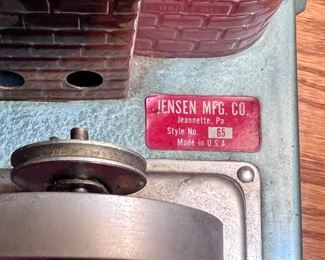 JENSEN MFG. CO.
Jeannette, Pa.
Style No. 65
Made in U.S.A.